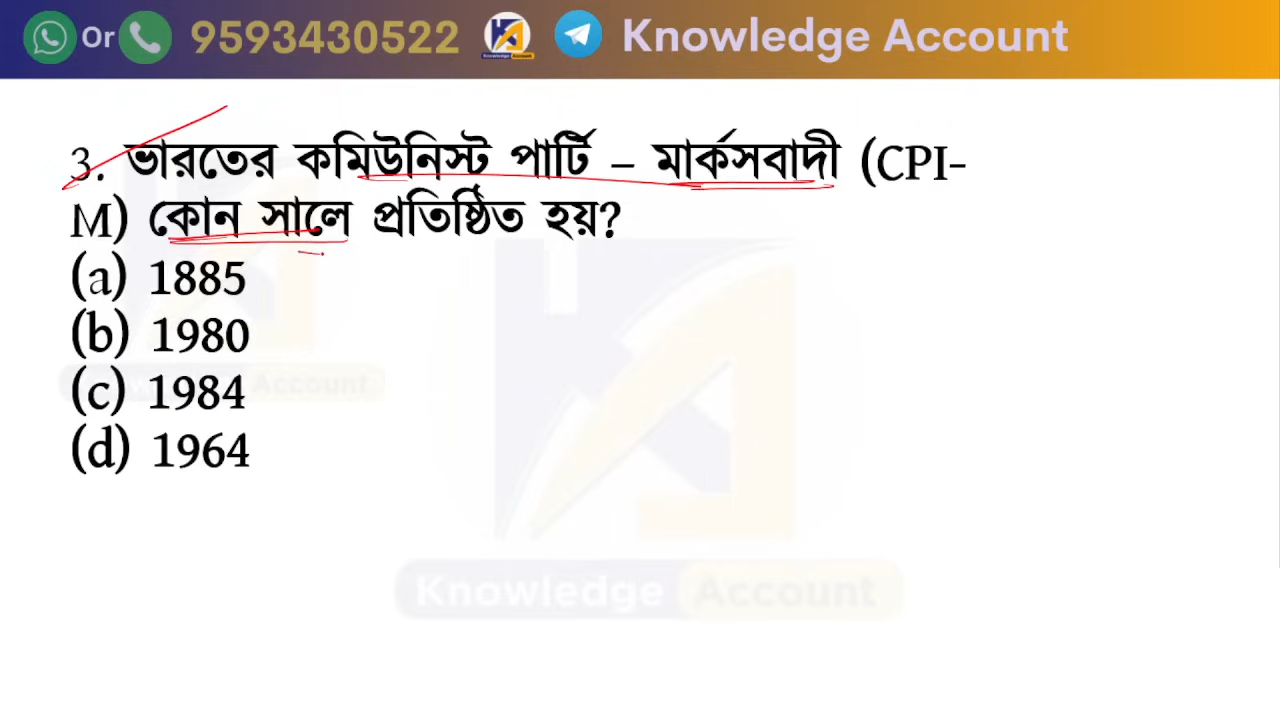 Or 9593430522 Knowledge Account
3. ভারতের কমিউনিস্ট পার্টি – মার্কসবাদী (CPI-
M) কোন সালে প্রতিষ্ঠিত হয়?
(a) 1885
(b) 1980
(c) 1984
(d) 1964
Knowledge Account